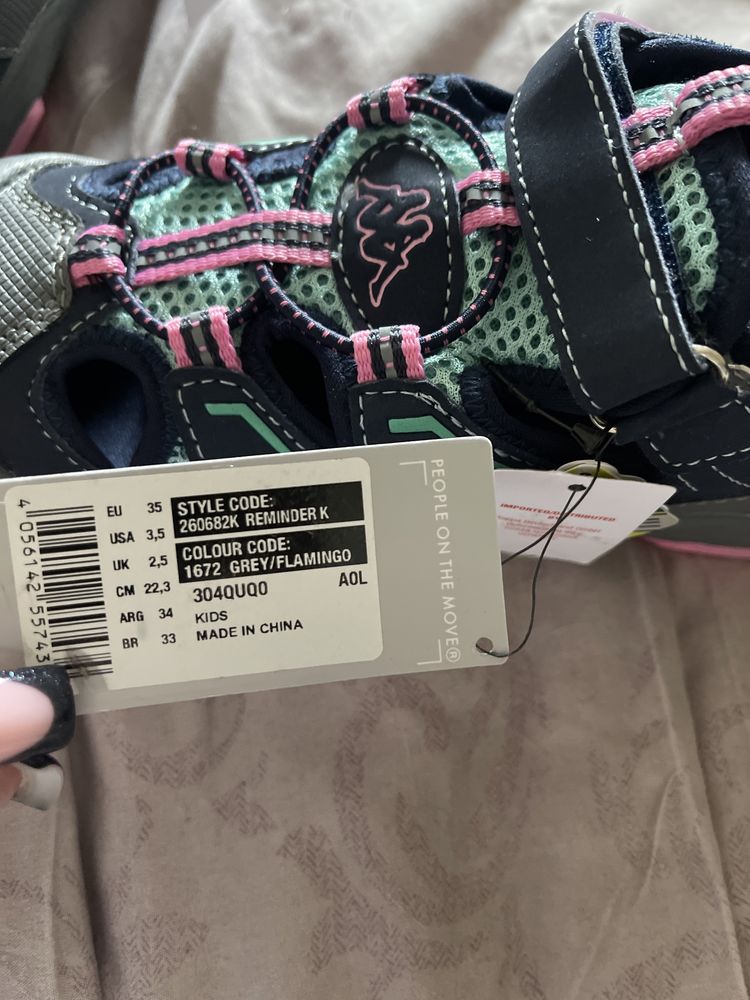 EU 35
USA 3,5
UK 2,5
CM 22,3
ARG 34
BR 33
STYLE CODE:
260682K REMINDER K
COLOUR CODE:
1672 GREY/FLAMINGO
304QUQ0 A0L
KIDS
MADE IN CHINA
4 056142 55743
PEOPLE ON THE MOVE®
IMPORTED/DISTRIBUTED